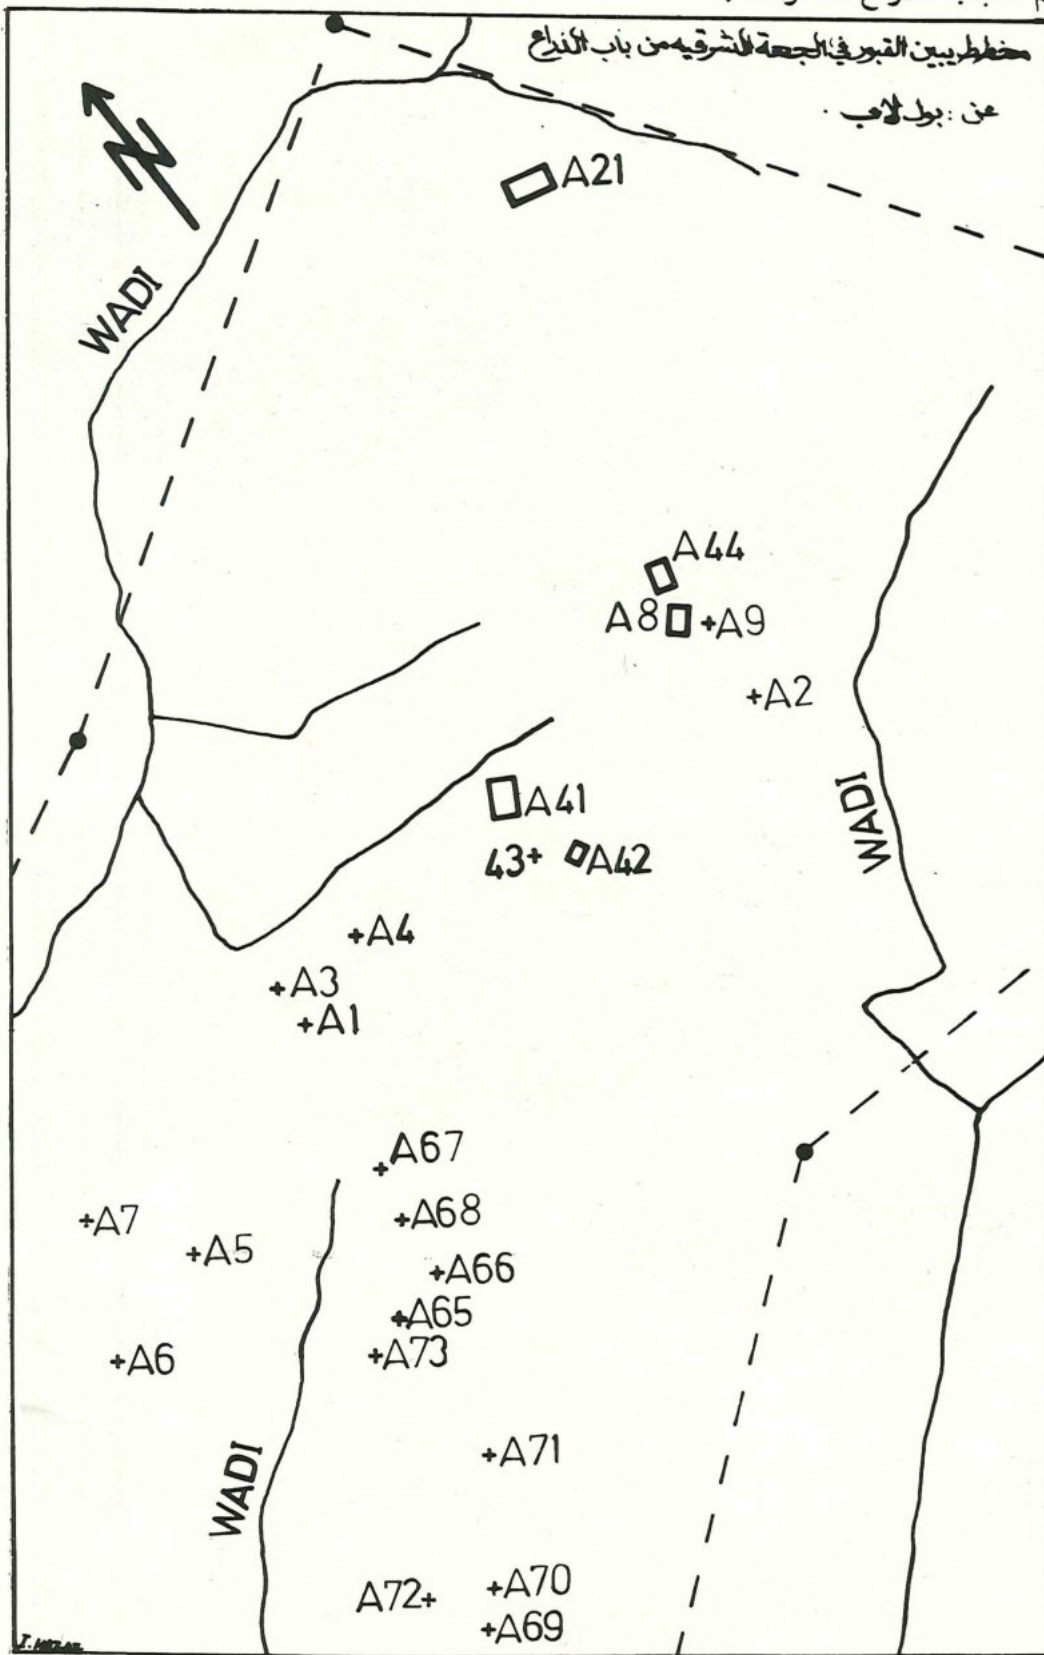 مخطط يبين القبور في الجهة الشرقيه من باب الذراع
عن : بول لاب .
A21
WADI
A44
A8
A9
A2
WADI
A41
43
A42
A4
A3
A1
A67
A7
A68
A5
A66
A65
A73
A6
A71
WADI
A72
A70
A69